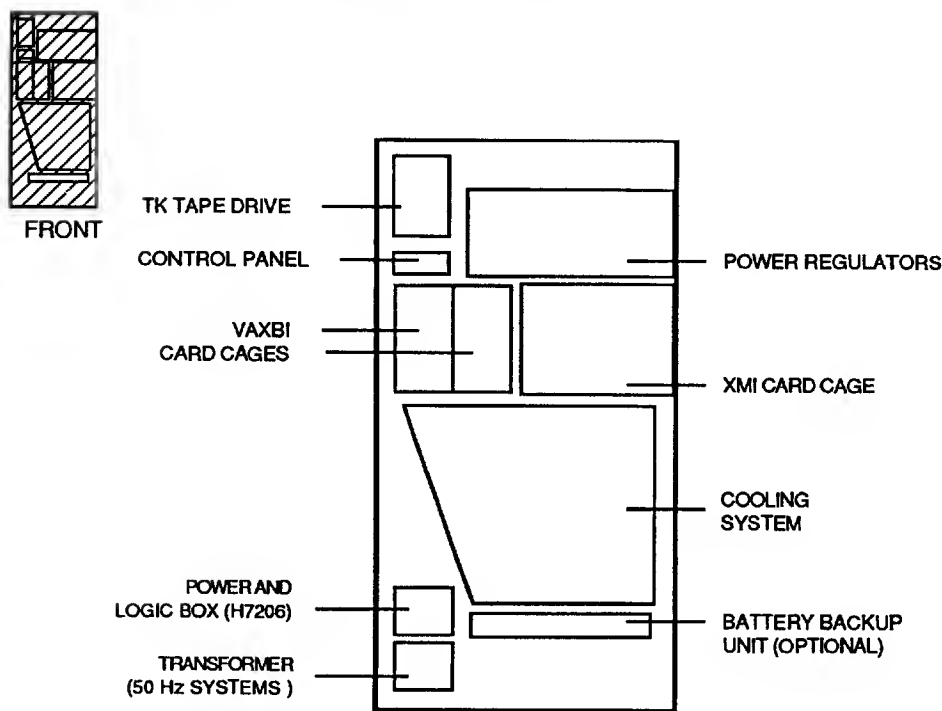 FRONT
TK TAPE DRIVE
CONTROL PANEL
VAXBI
CARD CAGES
POWER AND
LOGIC BOX (H7206)
TRANSFORMER
(50 Hz SYSTEMS )
POWER REGULATORS
XMI CARD CAGE
COOLING
SYSTEM
BATTERY BACKUP
UNIT (OPTIONAL)